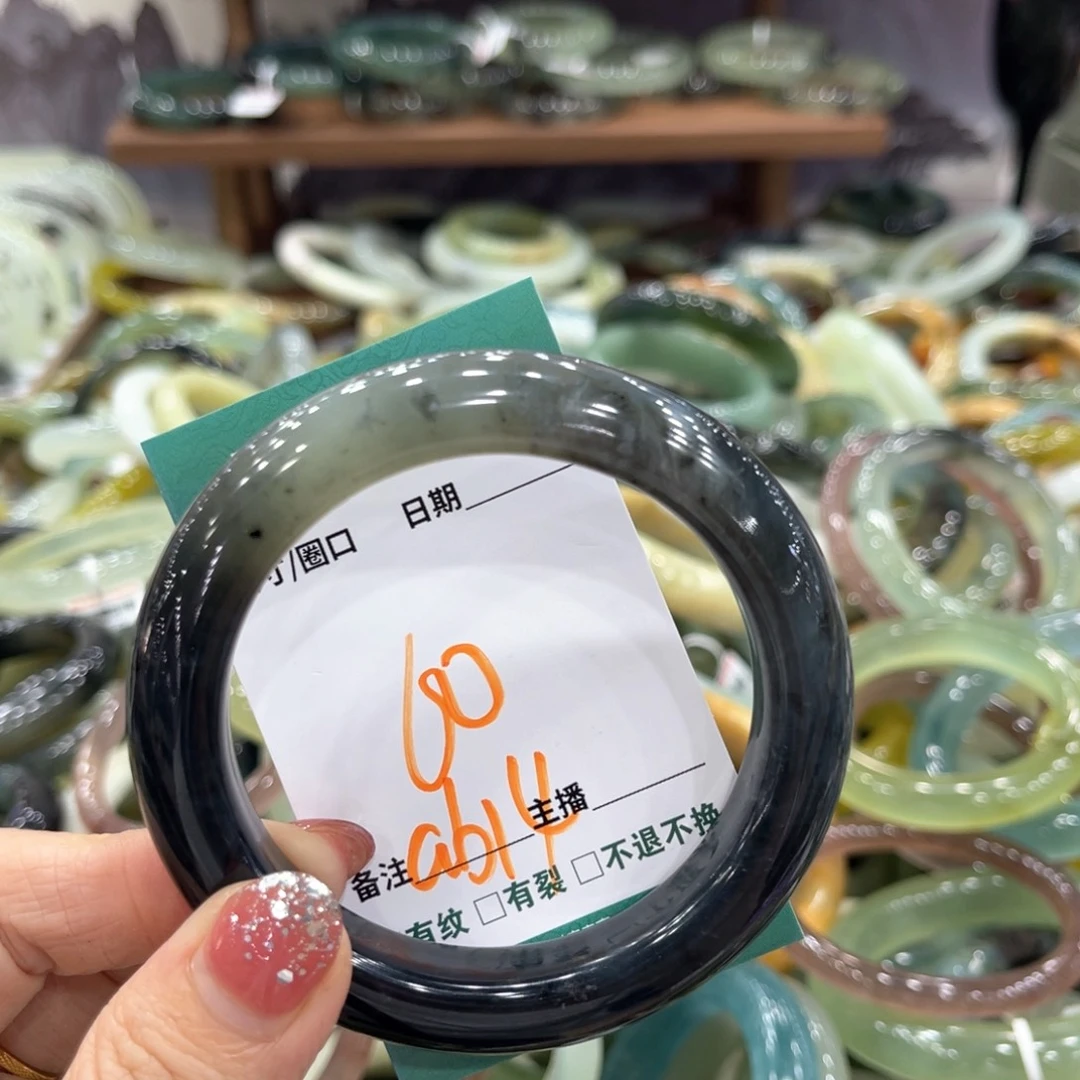 日期
寸/圈口
60
ab14
主播
备注
有纹 □有裂 □不退不换